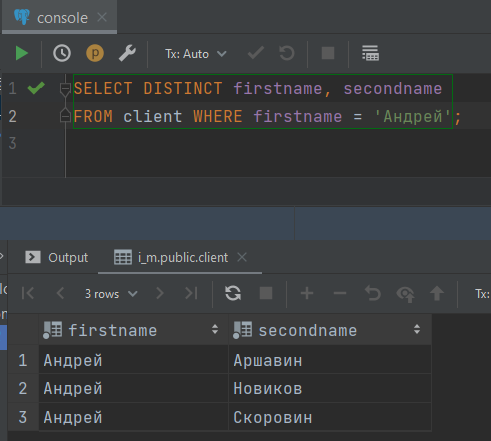 console
Tx: Auto
1 SELECT DISTINCT firstname, secondname
2 FROM client WHERE firstname = 'Андрей';
3
Output i_m.public.client
3 rows Tx:
firstname secondname
1 Андрей Аршавин
2 Андрей Новиков
3 Андрей Скоровин